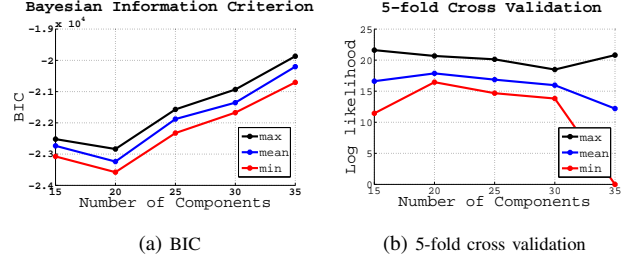 Bayesian Information Criterion
x 10⁴
-1.9
-2
-2.1
-2.2
-2.3
-2.4
BIC
15 20 25 30 35
Number of Components
max
mean
min
(a) BIC
5-fold Cross Validation
25
20
15
10
5
0
Log likelihood
15 20 25 30 35
Number of Components
max
mean
min
(b) 5-fold cross validation